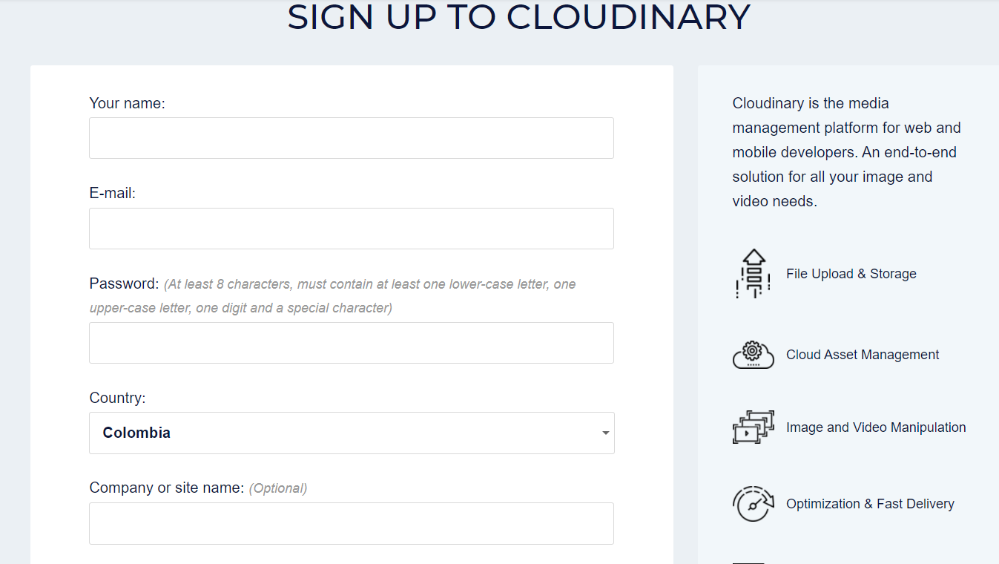 SIGN UP TO CLOUDINARY
Your name:
E-mail:
Password: (At least 8 characters, must contain at least one lower-case letter, one
upper-case letter, one digit and a special character)
Country:
Colombia
Company or site name: (Optional)
Cloudinary is the media
management platform for web and
mobile developers. An end-to-end
solution for all your image and
video needs.
File Upload & Storage
Cloud Asset Management
Image and Video Manipulation
Optimization & Fast Delivery